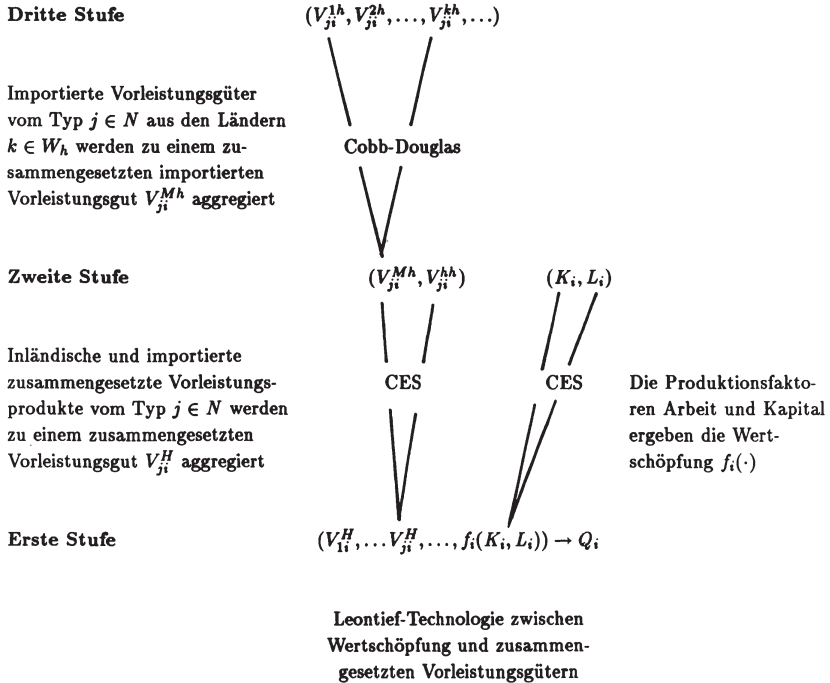 Dritte Stufe
(V_{ji}^{1h}, V_{ji}^{2h}, ..., V_{ji}^{kh}, ...)
Importierte Vorleistungsgüter
vom Typ j ∈ N aus den Ländern
k ∈ W_h werden zu einem zu-
sammengesetzten importierten
Vorleistungsgut V_{ji}^{Mh} aggregiert
Cobb-Douglas
Zweite Stufe
(V_{ji}^{Mh}, V_{ji}^{hh})
(K_i, L_i)
Inländische und importierte
zusammengesetzte Vorleistungs-
produkte vom Typ j ∈ N werden
zu einem zusammengesetzten
Vorleistungsgut V_{ji}^{H} aggregiert
CES
CES
Die Produktionsfakto-
ren Arbeit und Kapital
ergeben die Wert-
schöpfung f_i(·)
Erste Stufe
(V_{1i}^{H}, ... V_{ji}^{H}, ..., f_i(K_i, L_i)) → Q_i
Leontief-Technologie zwischen
Wertschöpfung und zusammen-
gesetzten Vorleistungsgütern